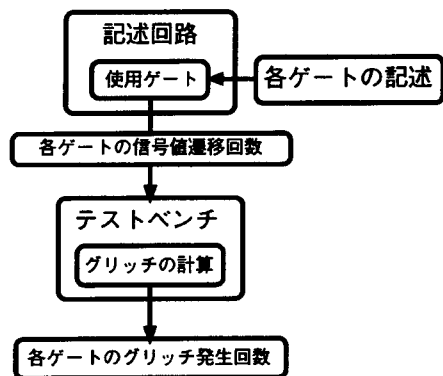 記述回路
使用ゲート
各ゲートの記述
各ゲートの信号値遷移回数
テストベンチ
グリッチの計算
各ゲートのグリッチ発生回数